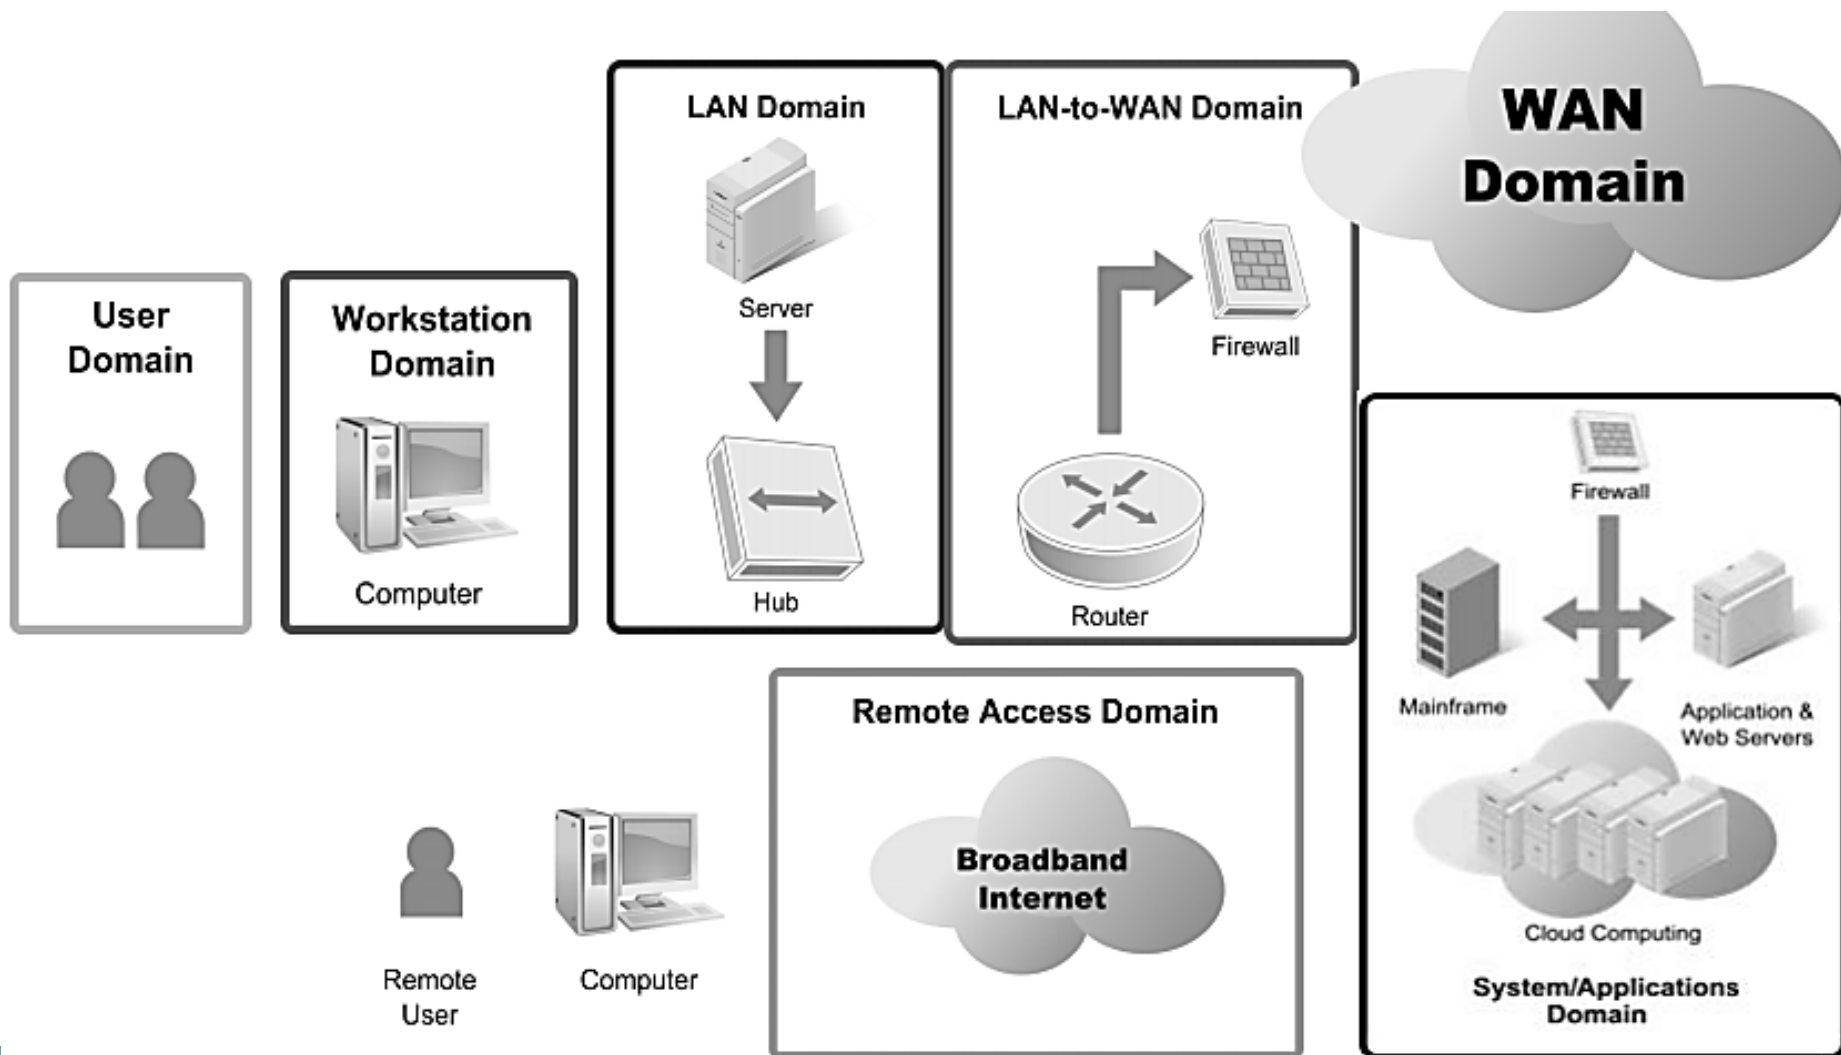 User
Domain
Workstation
Domain
Computer
LAN Domain
Server
Hub
LAN-to-WAN Domain
Firewall
Router
WAN
Domain
Remote
User
Computer
Remote Access Domain
Broadband
Internet
Firewall
Mainframe
Application &
Web Servers
Cloud Computing
System/Applications
Domain